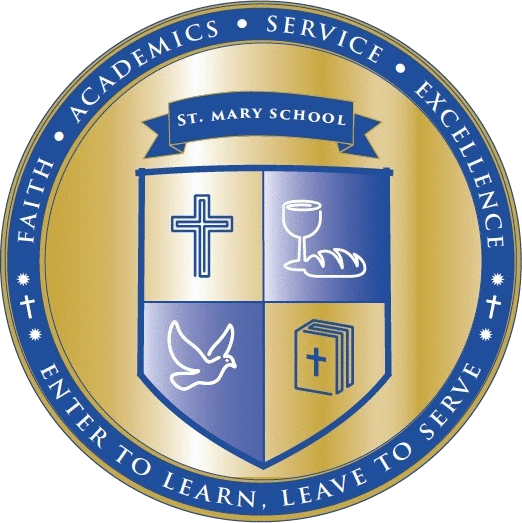 FAITH • ACADEMICS • SERVICE • EXCELLENCE
ST. MARY SCHOOL
ENTER TO LEARN, LEAVE TO SERVE